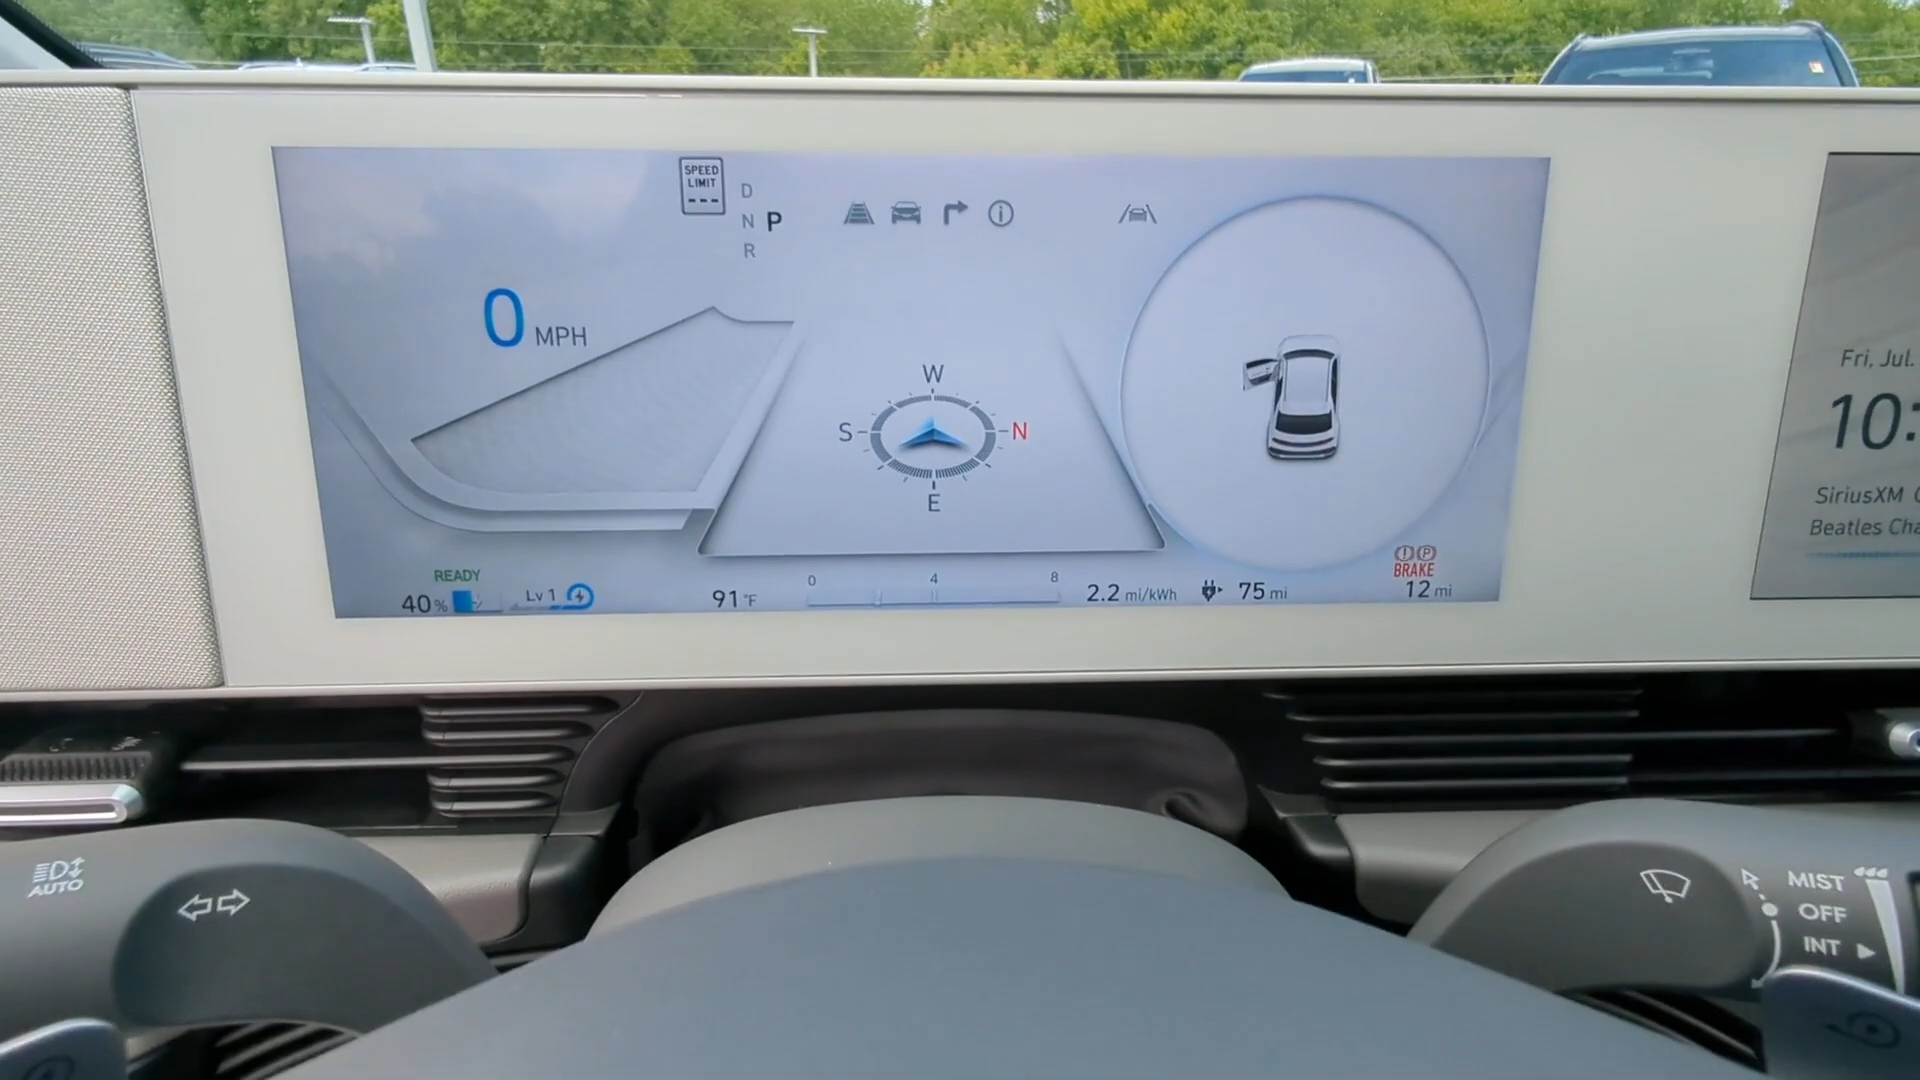 SPEED
LIMIT
---
D
N P
R
0 MPH
W
S N
E
READY
40% Lv 1
91°F
0 4 8
2.2 mi/kWh
75 mi
P
BRAKE
12 mi
Fri, Jul.
10:
SiriusXM
Beatles
AUTO
MIST
OFF
INT